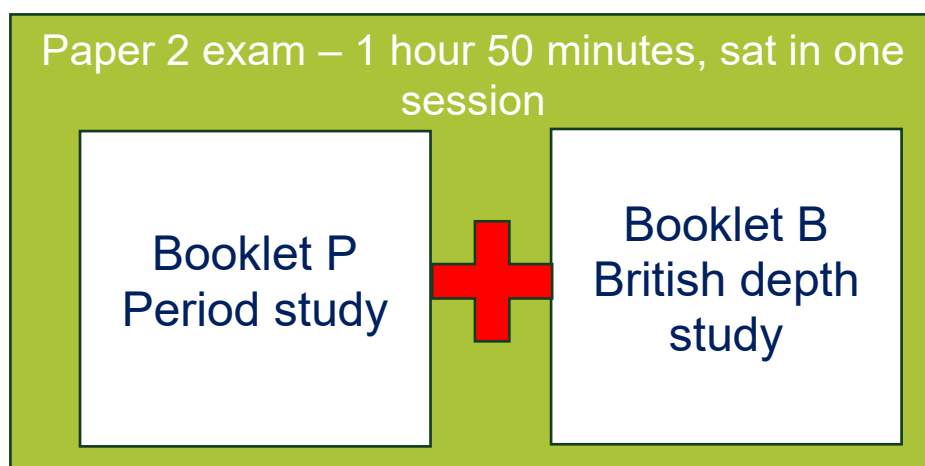 Paper 2 exam – 1 hour 50 minutes, sat in one
session
Booklet P
Period study
Booklet B
British depth
study